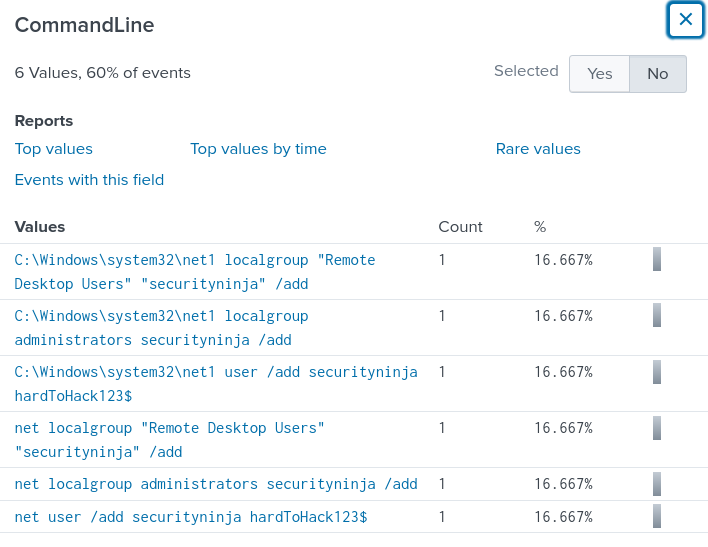 CommandLine
6 Values, 60% of events
Selected
Yes
No
Reports
Top values
Top values by time
Rare values
Events with this field
Values Count %
C:\Windows\system32\net1 localgroup "Remote 1 16.667%
Desktop Users" "securityninja" /add
C:\Windows\system32\net1 localgroup 1 16.667%
administrators securityninja /add
C:\Windows\system32\net1 user /add securityninja 1 16.667%
hardToHack123$
net localgroup "Remote Desktop Users" 1 16.667%
"securityninja" /add
net localgroup administrators securityninja /add 1 16.667%
net user /add securityninja hardToHack123$ 1 16.667%